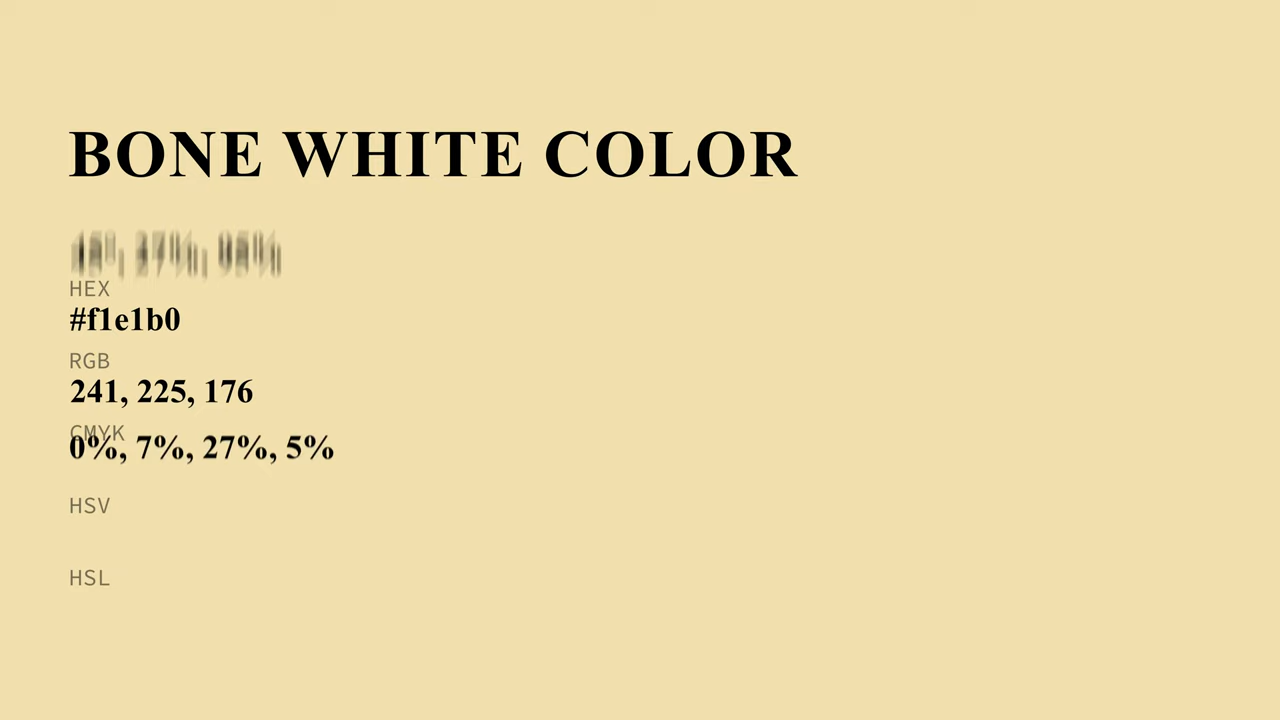 BONE WHITE COLOR
HEX
#f1e1b0
RGB
241, 225, 176
CMYK
0%, 7%, 27%, 5%
HSV
HSL